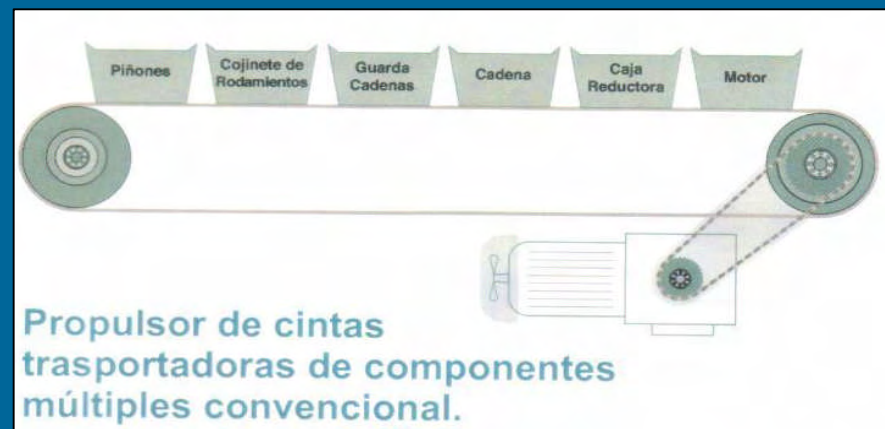 Piñones
Cojinete de
Rodamientos
Guarda
Cadenas
Cadena
Caja
Reductora
Motor
Propulsor de cintas
trasportadoras de componentes
múltiples convencional.